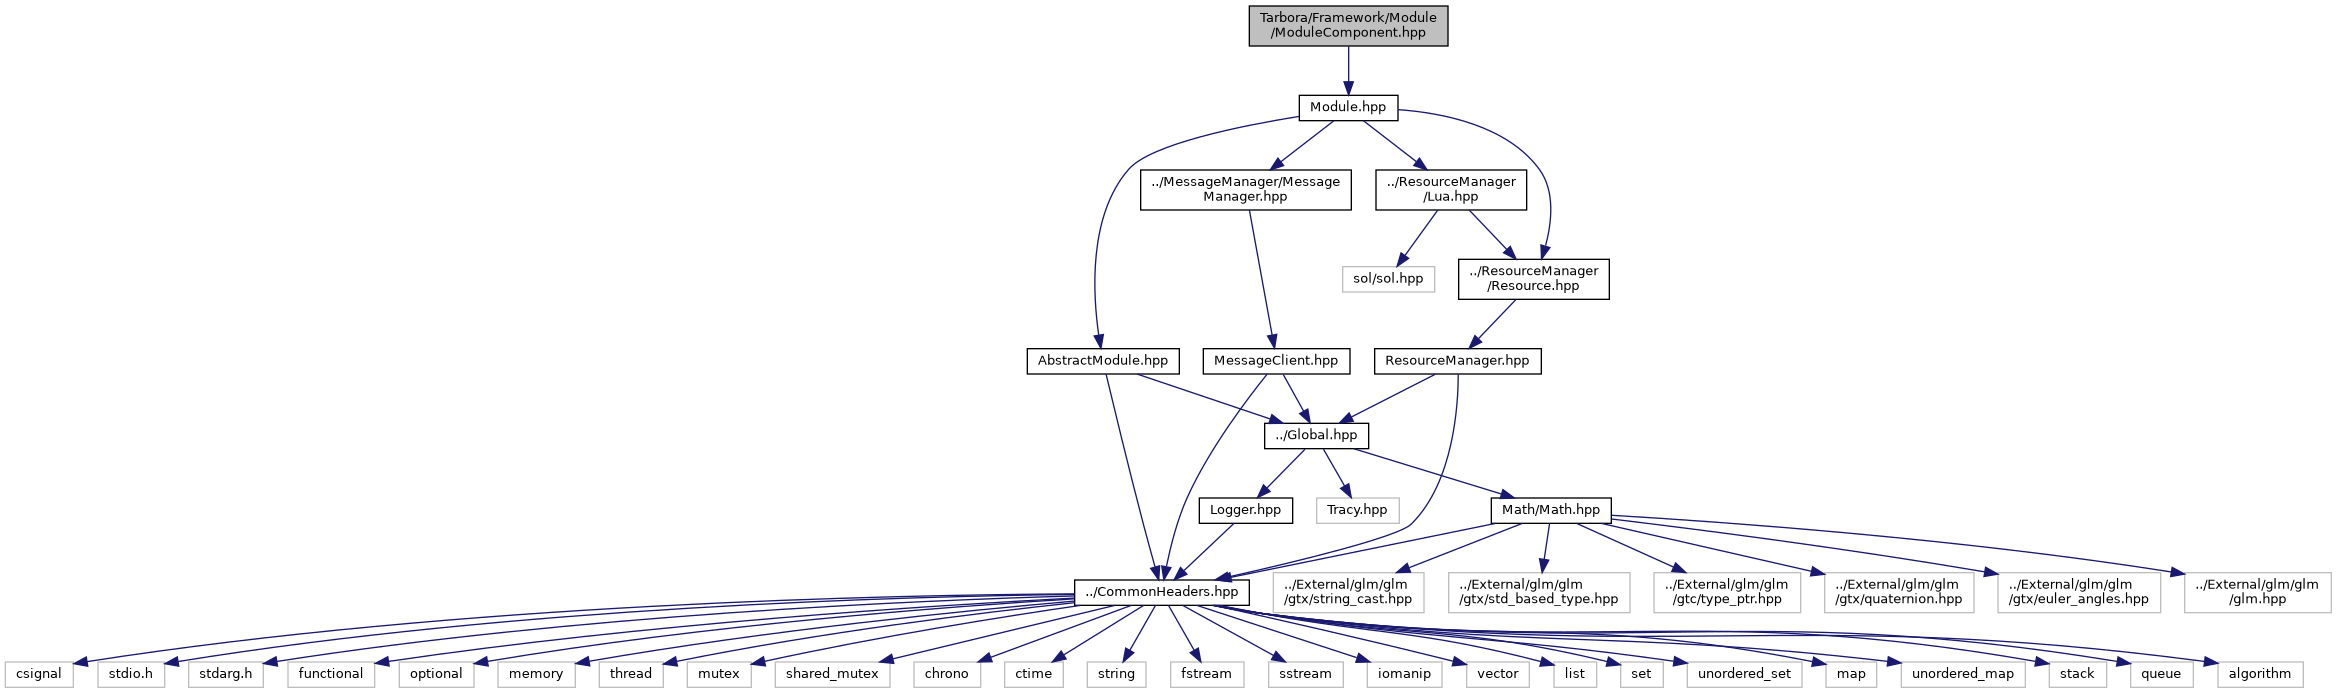 Tarbora/Framework/Module
/ModuleComponent.hpp
Module.hpp
../MessageManager/Message
Manager.hpp
../ResourceManager
/Lua.hpp
sol/sol.hpp
../ResourceManager
/Resource.hpp
AbstractModule.hpp
MessageClient.hpp
ResourceManager.hpp
../Global.hpp
Logger.hpp
Tracy.hpp
Math/Math.hpp
../CommonHeaders.hpp
../External/glm/glm
/gtx/string_cast.hpp
../External/glm/glm
/gtx/std_based_type.hpp
../External/glm/glm
/gtc/type_ptr.hpp
../External/glm/glm
/gtx/quaternion.hpp
../External/glm/glm
/gtx/euler_angles.hpp
../External/glm/glm
/glm.hpp
csignal
stdio.h
stdarg.h
functional
optional
memory
thread
mutex
shared_mutex
chrono
ctime
string
fstream
sstream
iomanip
vector
list
set
unordered_set
map
unordered_map
stack
queue
algorithm